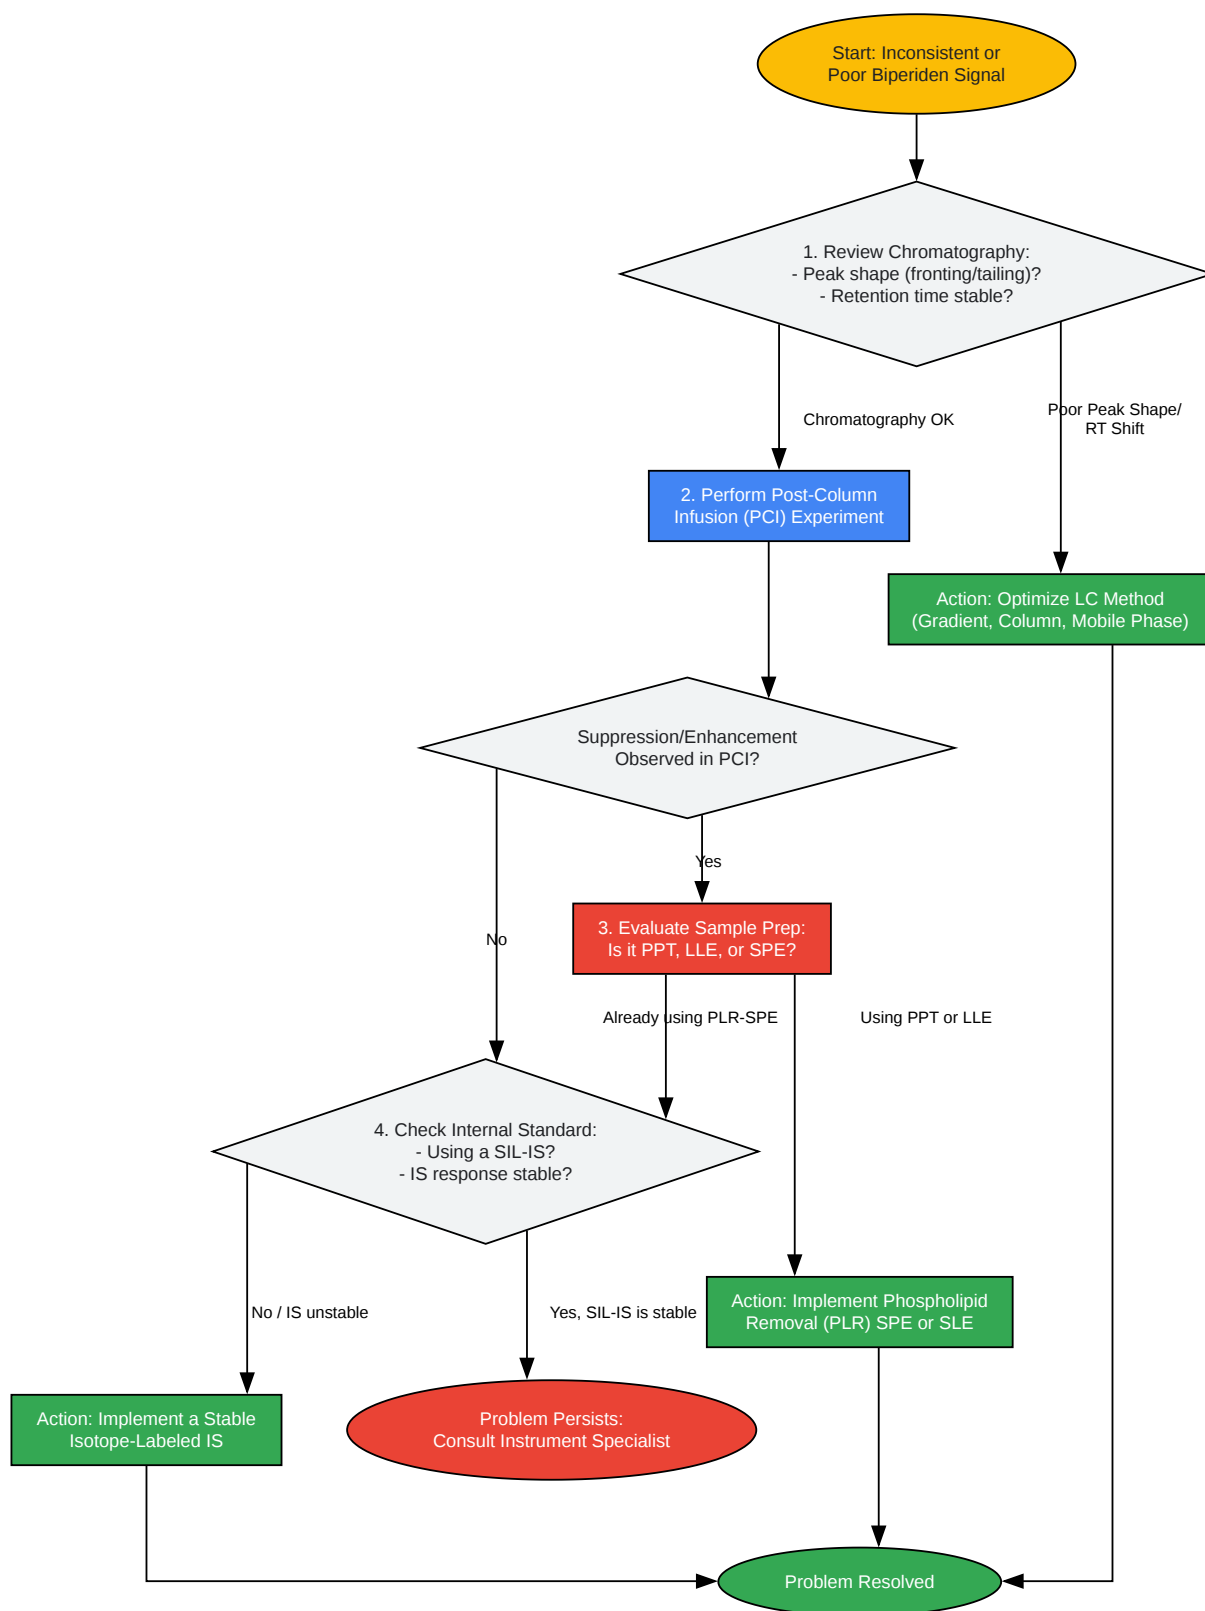 Start: Inconsistent or
Poor Biperiden Signal
1. Review Chromatography:
- Peak shape (fronting/tailing)?
- Retention time stable?
Chromatography OK
Poor Peak Shape/
RT Shift
2. Perform Post-Column
Infusion (PCI) Experiment
Action: Optimize LC Method
(Gradient, Column, Mobile Phase)
Suppression/Enhancement
Observed in PCI?
Yes
No
3. Evaluate Sample Prep:
Is it PPT, LLE, or SPE?
Already using PLR-SPE
Using PPT or LLE
4. Check Internal Standard:
- Using a SIL-IS?
- IS response stable?
No / IS unstable
Yes, SIL-IS is stable
Action: Implement Phospholipid
Removal (PLR) SPE or SLE
Action: Implement a Stable
Isotope-Labeled IS
Problem Persists:
Consult Instrument Specialist
Problem Resolved